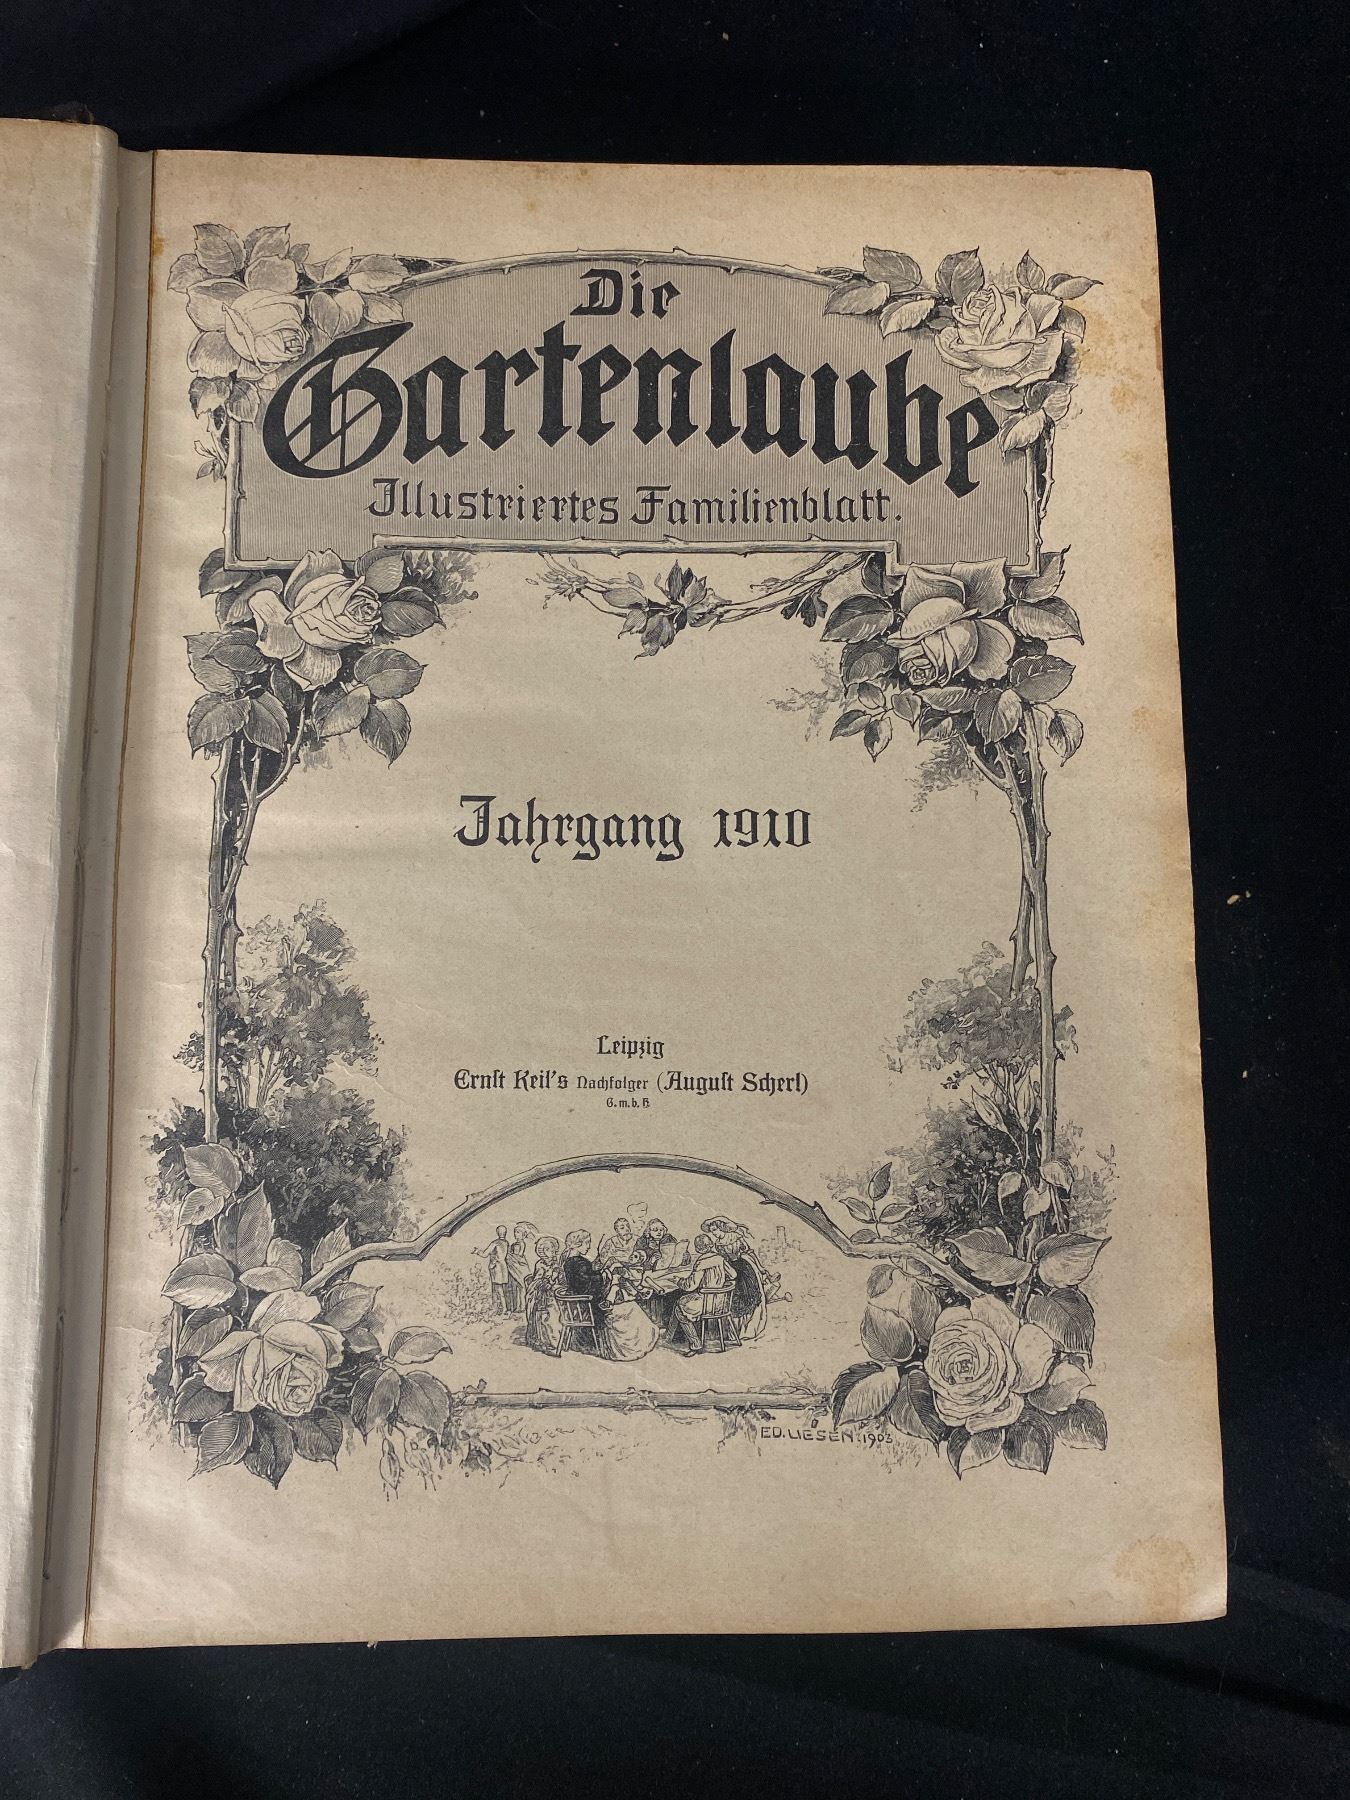 Die
Gartenlaube
Illustriertes Familienblatt.
Jahrgang 1910
Leipzig
Ernst Keil's Nachfolger (August Scherl)
G. m. b. H.
ED. LIESEN. 1903